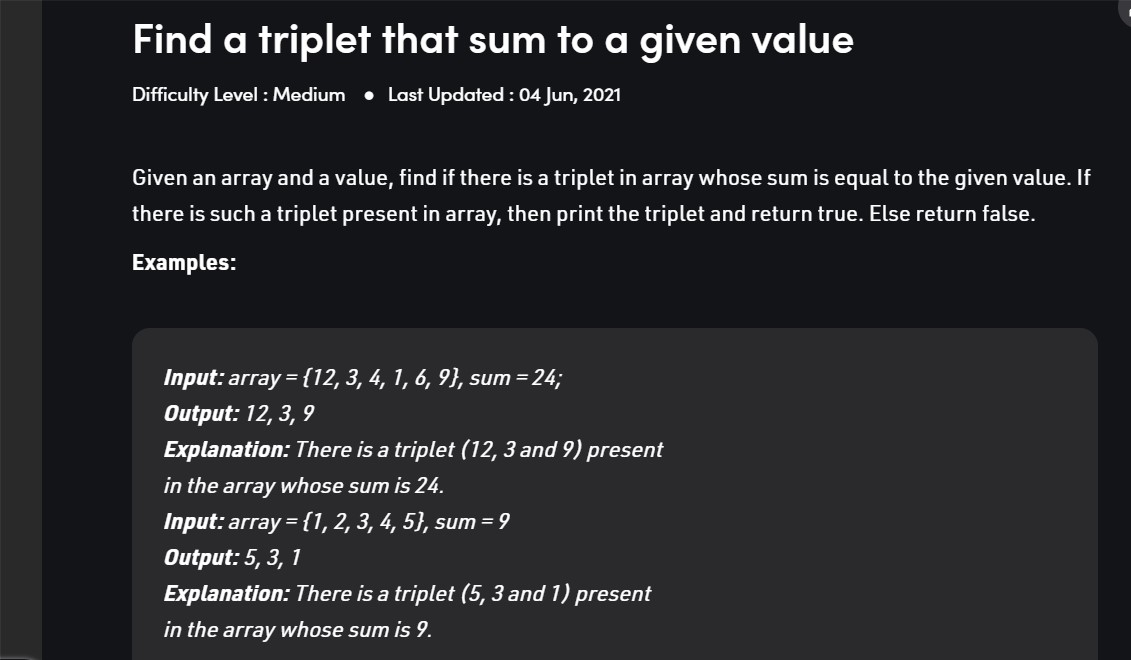 Find a triplet that sum to a given value
Difficulty Level : Medium ● Last Updated : 04 Jun, 2021
Given an array and a value, find if there is a triplet in array whose sum is equal to the given value. If
there is such a triplet present in array, then print the triplet and return true. Else return false.
Examples:
Input: array = {12, 3, 4, 1, 6, 9}, sum = 24;
Output: 12, 3, 9
Explanation: There is a triplet (12, 3 and 9) present
in the array whose sum is 24.
Input: array = {1, 2, 3, 4, 5}, sum = 9
Output: 5, 3, 1
Explanation: There is a triplet (5, 3 and 1) present
in the array whose sum is 9.